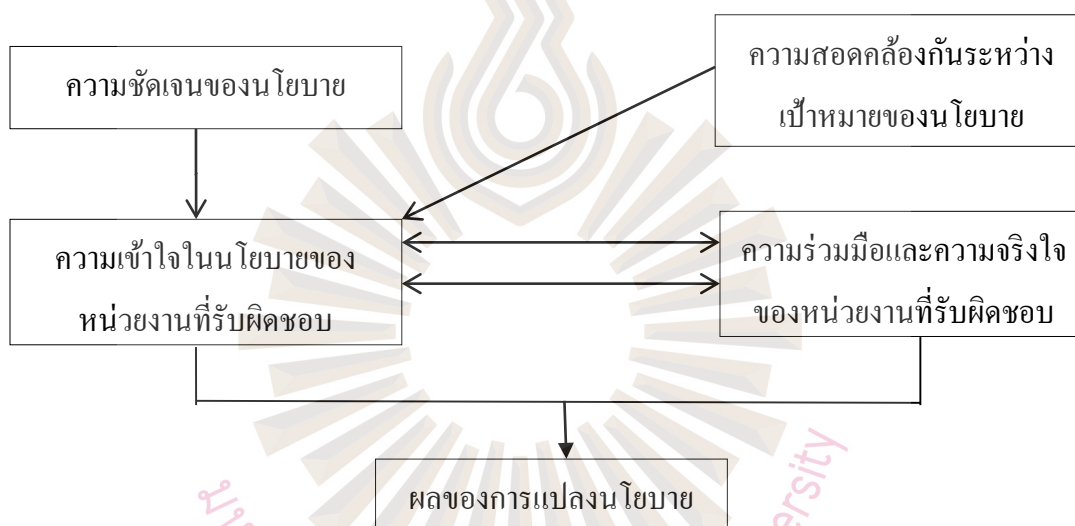 ความชัดเจนของนโยบาย
ความสอดคล้องกันระหว่าง
เป้าหมายของนโยบาย
ความเข้าใจในนโยบายของ
หน่วยงานที่รับผิดชอบ
ความร่วมมือและความจริงใจ
ของหน่วยงานที่รับผิดชอบ
ผลของการแปลงนโยบาย